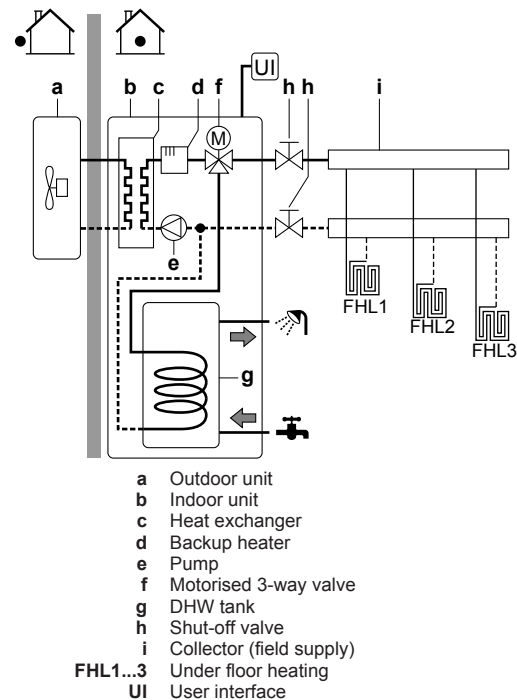 UI
a b c d f h h i
M
e
FHL1
FHL2
FHL3
g
a Outdoor unit
b Indoor unit
c Heat exchanger
d Backup heater
e Pump
f Motorised 3-way valve
g DHW tank
h Shut-off valve
i Collector (field supply)
FHL1...3 Under floor heating
UI User interface